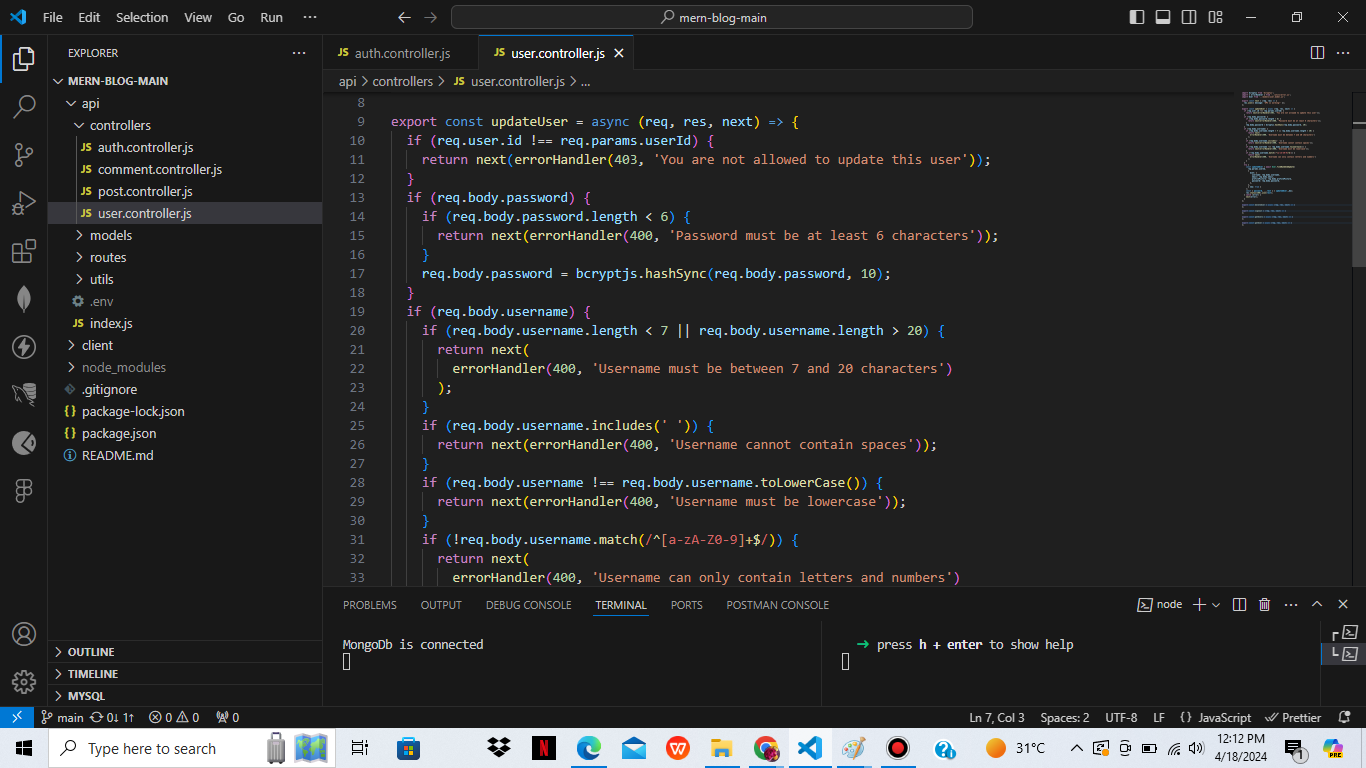 File Edit Selection View Go Run ··· mern-blog-main
EXPLORER ···
MERN-BLOG-MAIN
api
controllers
JS auth.controller.js
JS comment.controller.js
JS post.controller.js
JS user.controller.js
models
routes
utils
.env
JS index.js
client
node_modules
.gitignore
{} package-lock.json
{} package.json
README.md
OUTLINE
TIMELINE
MYSQL
JS auth.controller.js JS user.controller.js
api > controllers > JS user.controller.js > ...
8
9 export const updateUser = async (req, res, next) => {
10 if (req.user.id !== req.params.userId) {
11 return next(errorHandler(403, 'You are not allowed to update this user'));
12 }
13 if (req.body.password) {
14 if (req.body.password.length < 6) {
15 return next(errorHandler(400, 'Password must be at least 6 characters'));
16 }
17 req.body.password = bcryptjs.hashSync(req.body.password, 10);
18 }
19 if (req.body.username) {
20 if (req.body.username.length < 7 || req.body.username.length > 20) {
21 return next(
22 errorHandler(400, 'Username must be between 7 and 20 characters')
23 );
24 }
25 if (req.body.username.includes(' ')) {
26 return next(errorHandler(400, 'Username cannot contain spaces'));
27 }
28 if (req.body.username !== req.body.username.toLowerCase()) {
29 return next(errorHandler(400, 'Username must be lowercase'));
30 }
31 if (!req.body.username.match(/^[a-zA-Z0-9]+$/)) {
32 return next(
33 errorHandler(400, 'Username can only contain letters and numbers')
PROBLEMS OUTPUT DEBUG CONSOLE TERMINAL PORTS POSTMAN CONSOLE node
MongoDb is connected
➜ press h + enter to show help
main 0↓ 1↑ 0 0 0 Ln 7, Col 3 Spaces: 2 UTF-8 LF {} JavaScript Prettier
Type here to search 31°C 12:12 PM
4/18/2024
1
PRE